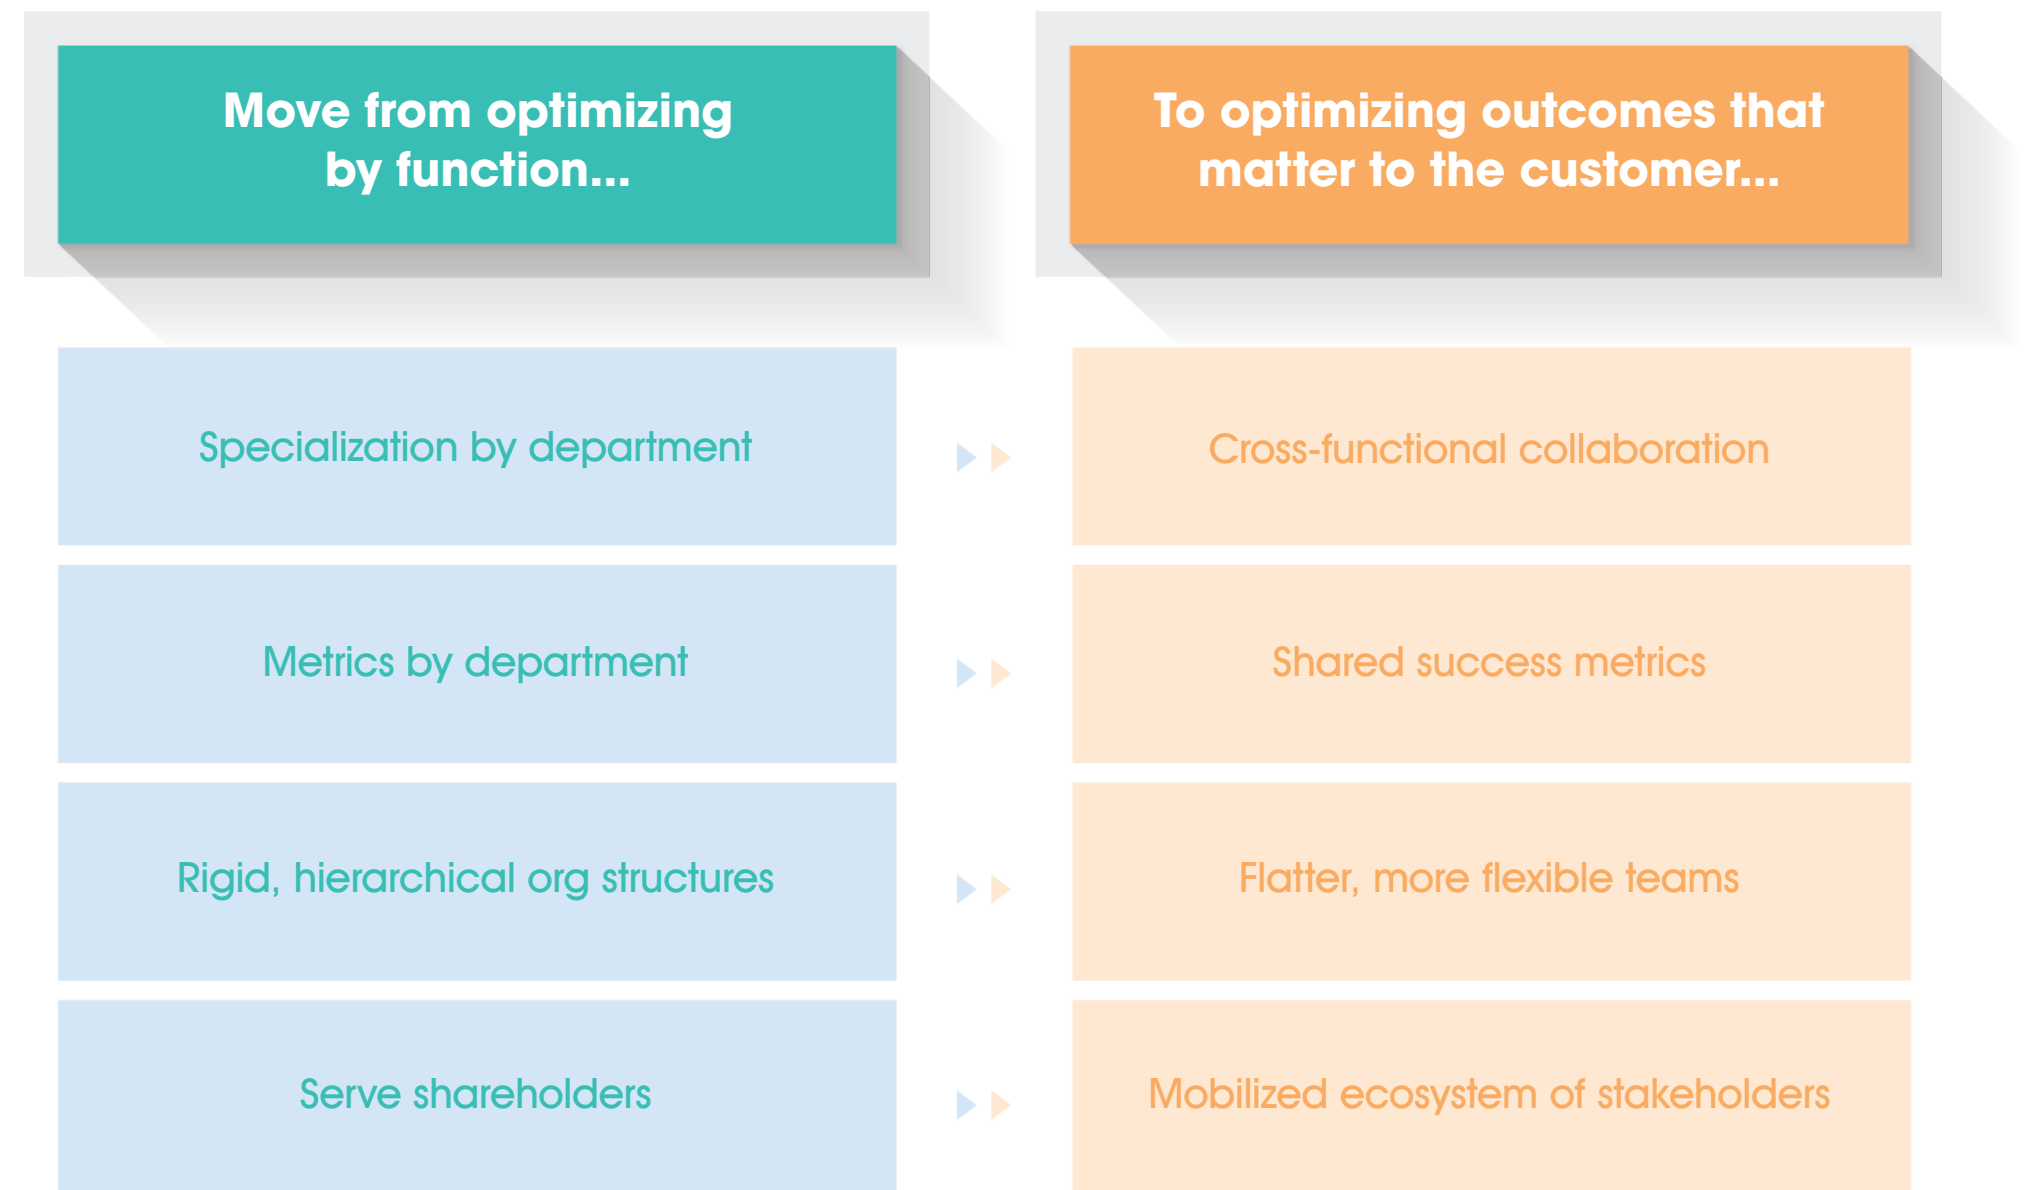 Move from optimizing
by function...
To optimizing outcomes that
matter to the customer...
Specialization by department
Cross-functional collaboration
Metrics by department
Shared success metrics
Rigid, hierarchical org structures
Flatter, more flexible teams
Serve shareholders
Mobilized ecosystem of stakeholders